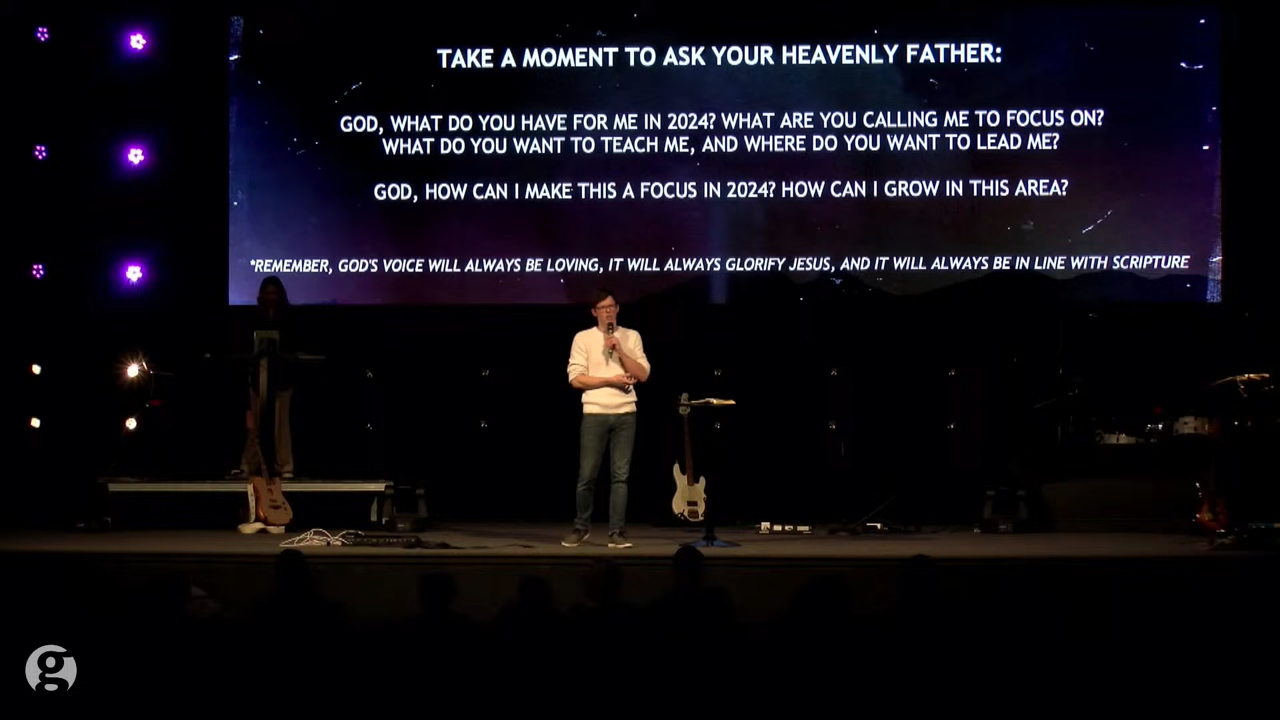 TAKE A MOMENT TO ASK YOUR HEAVENLY FATHER:
GOD, WHAT DO YOU HAVE FOR ME IN 2024? WHAT ARE YOU CALLING ME TO FOCUS ON?
WHAT DO YOU WANT TO TEACH ME, AND WHERE DO YOU WANT TO LEAD ME?
GOD, HOW CAN I MAKE THIS A FOCUS IN 2024? HOW CAN I GROW IN THIS AREA?
*REMEMBER, GOD'S VOICE WILL ALWAYS BE LOVING, IT WILL ALWAYS GLORIFY JESUS, AND IT WILL ALWAYS BE IN LINE WITH SCRIPTURE
g